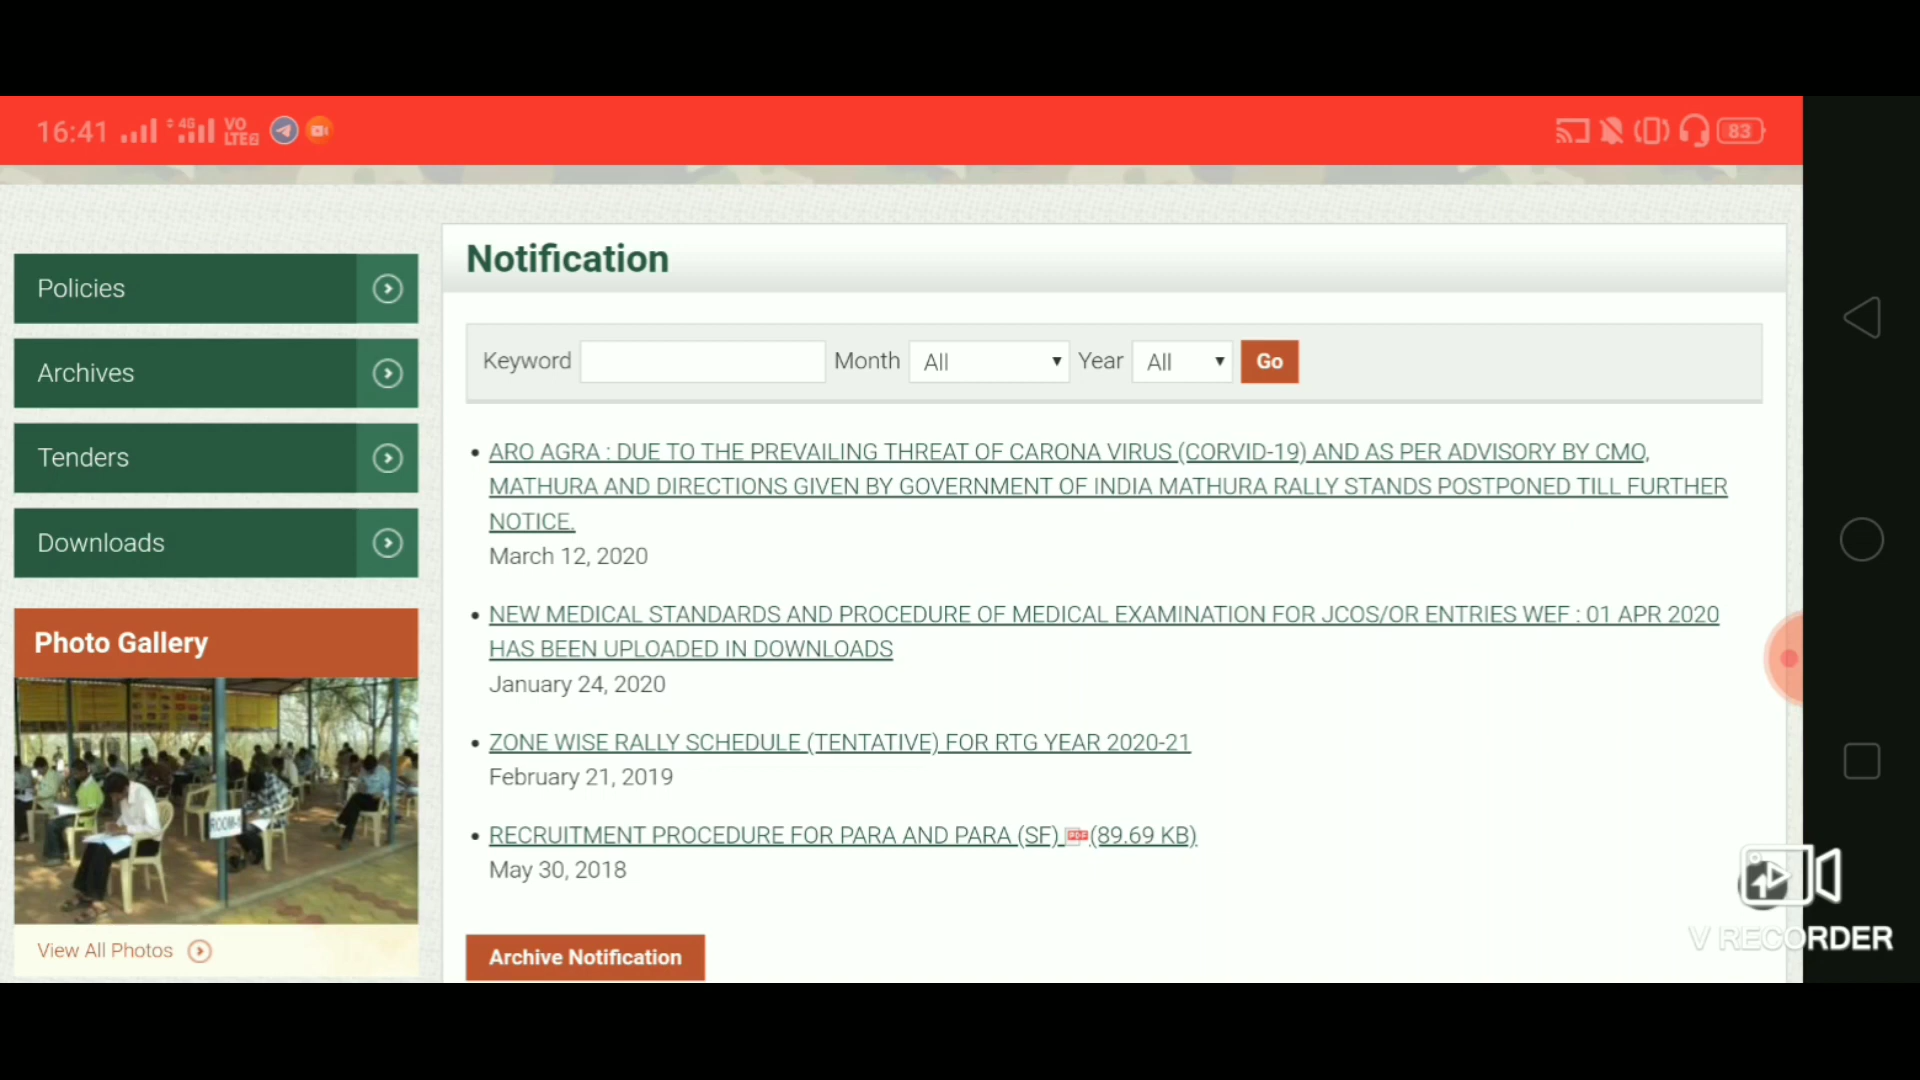 16:41 4G VO LTE2 83
Notification
Policies
Archives
Tenders
Downloads
Photo Gallery
ROOM-
View All Photos
Keyword Month All Year All Go
ARO AGRA : DUE TO THE PREVAILING THREAT OF CARONA VIRUS (CORVID-19) AND AS PER ADVISORY BY CMO,
MATHURA AND DIRECTIONS GIVEN BY GOVERNMENT OF INDIA MATHURA RALLY STANDS POSTPONED TILL FURTHER
NOTICE.
March 12, 2020
NEW MEDICAL STANDARDS AND PROCEDURE OF MEDICAL EXAMINATION FOR JCOS/OR ENTRIES WEF : 01 APR 2020
HAS BEEN UPLOADED IN DOWNLOADS
January 24, 2020
ZONE WISE RALLY SCHEDULE (TENTATIVE) FOR RTG YEAR 2020-21
February 21, 2019
RECRUITMENT PROCEDURE FOR PARA AND PARA (SF) PDF (89.69 KB)
May 30, 2018
Archive Notification
V RECORDER